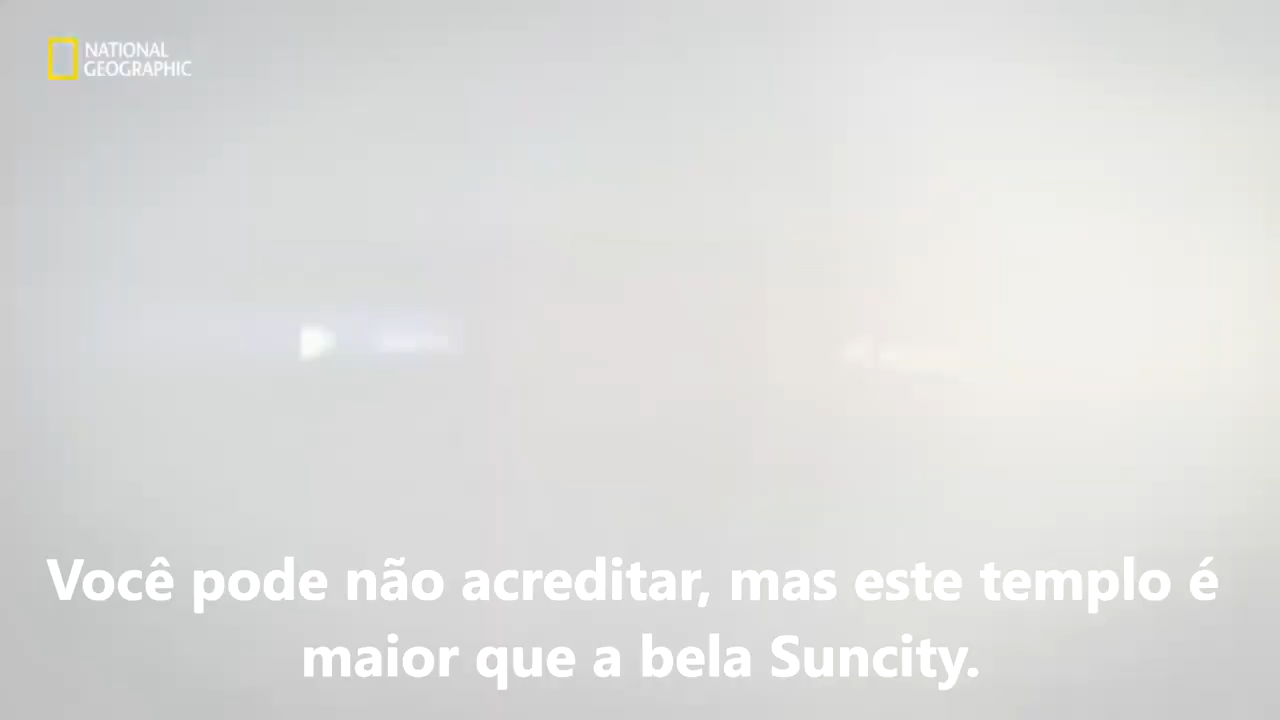 NATIONAL
GEOGRAPHIC
Você pode não acreditar, mas este templo é
maior que a bela Suncity.